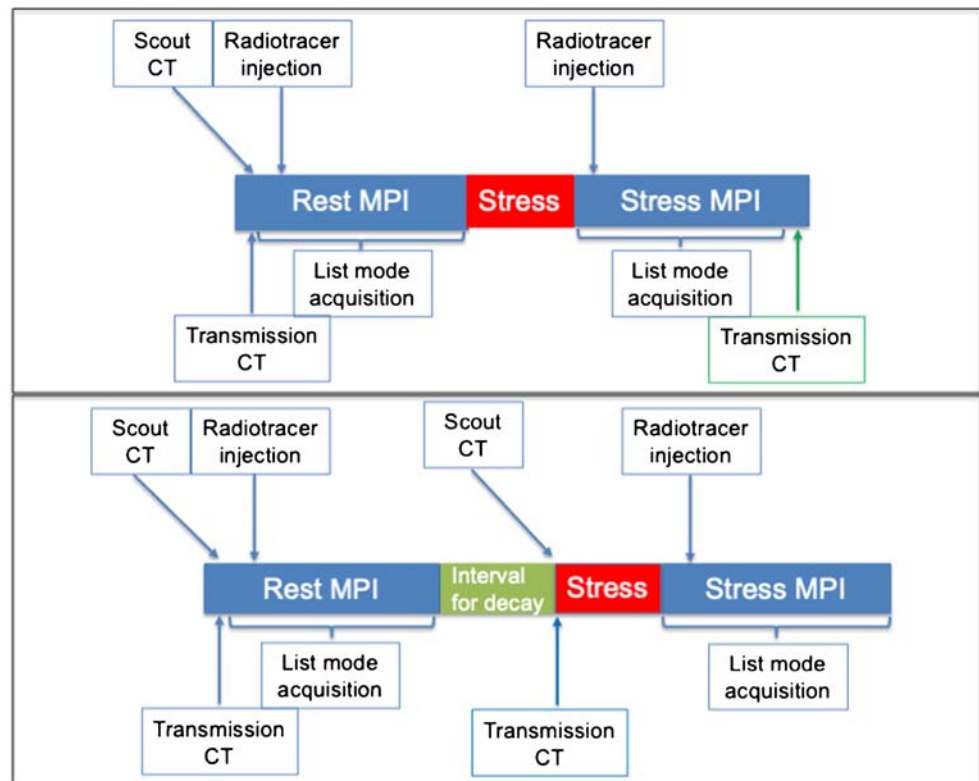 Scout
CT
Radiotracer
injection
Radiotracer
injection
Rest MPI
Stress
Stress MPI
List mode
acquisition
List mode
acquisition
Transmission
CT
Transmission
CT
Scout
CT
Radiotracer
injection
Scout
CT
Radiotracer
injection
Rest MPI
Interval
for decay
Stress
Stress MPI
List mode
acquisition
List mode
acquisition
Transmission
CT
Transmission
CT